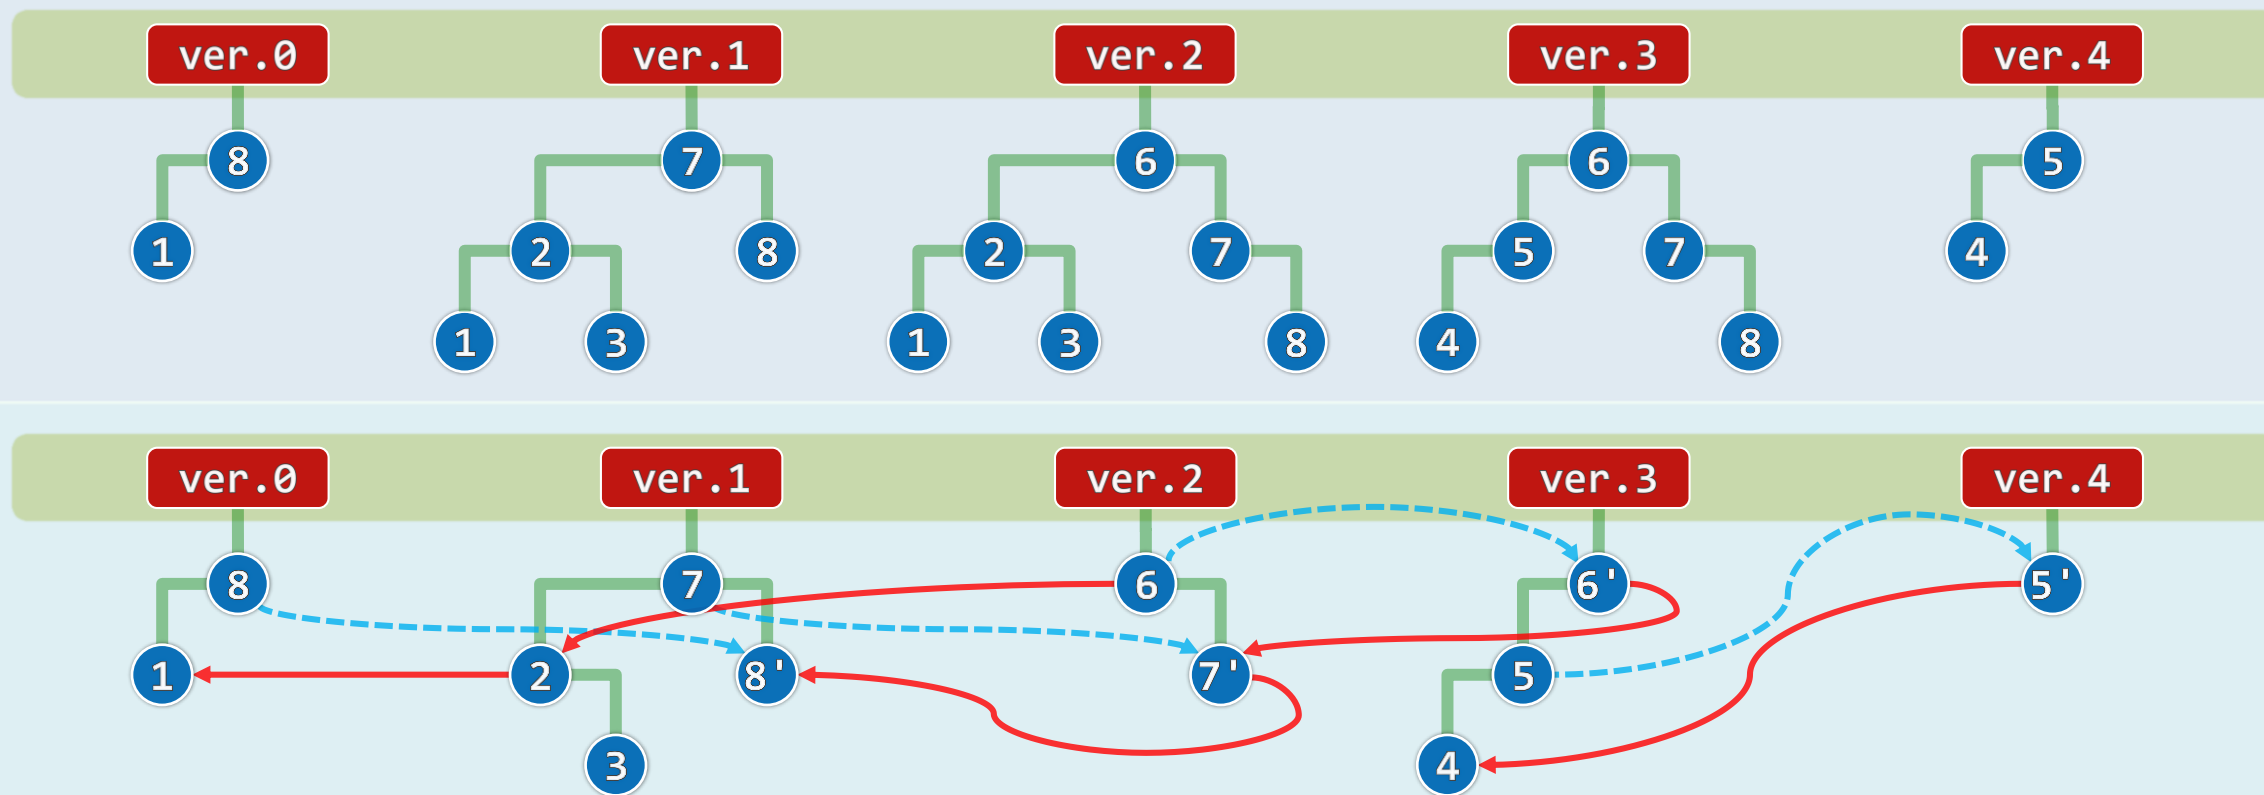 ver.0 ver.1 ver.2 ver.3 ver.4
8 7 6 6 5
1 2 8 2 7 5 7 4
1 3 1 3 8 4 8
ver.0 ver.1 ver.2 ver.3 ver.4
8 7 6 6' 5'
1 2 8' 7' 5
3 4